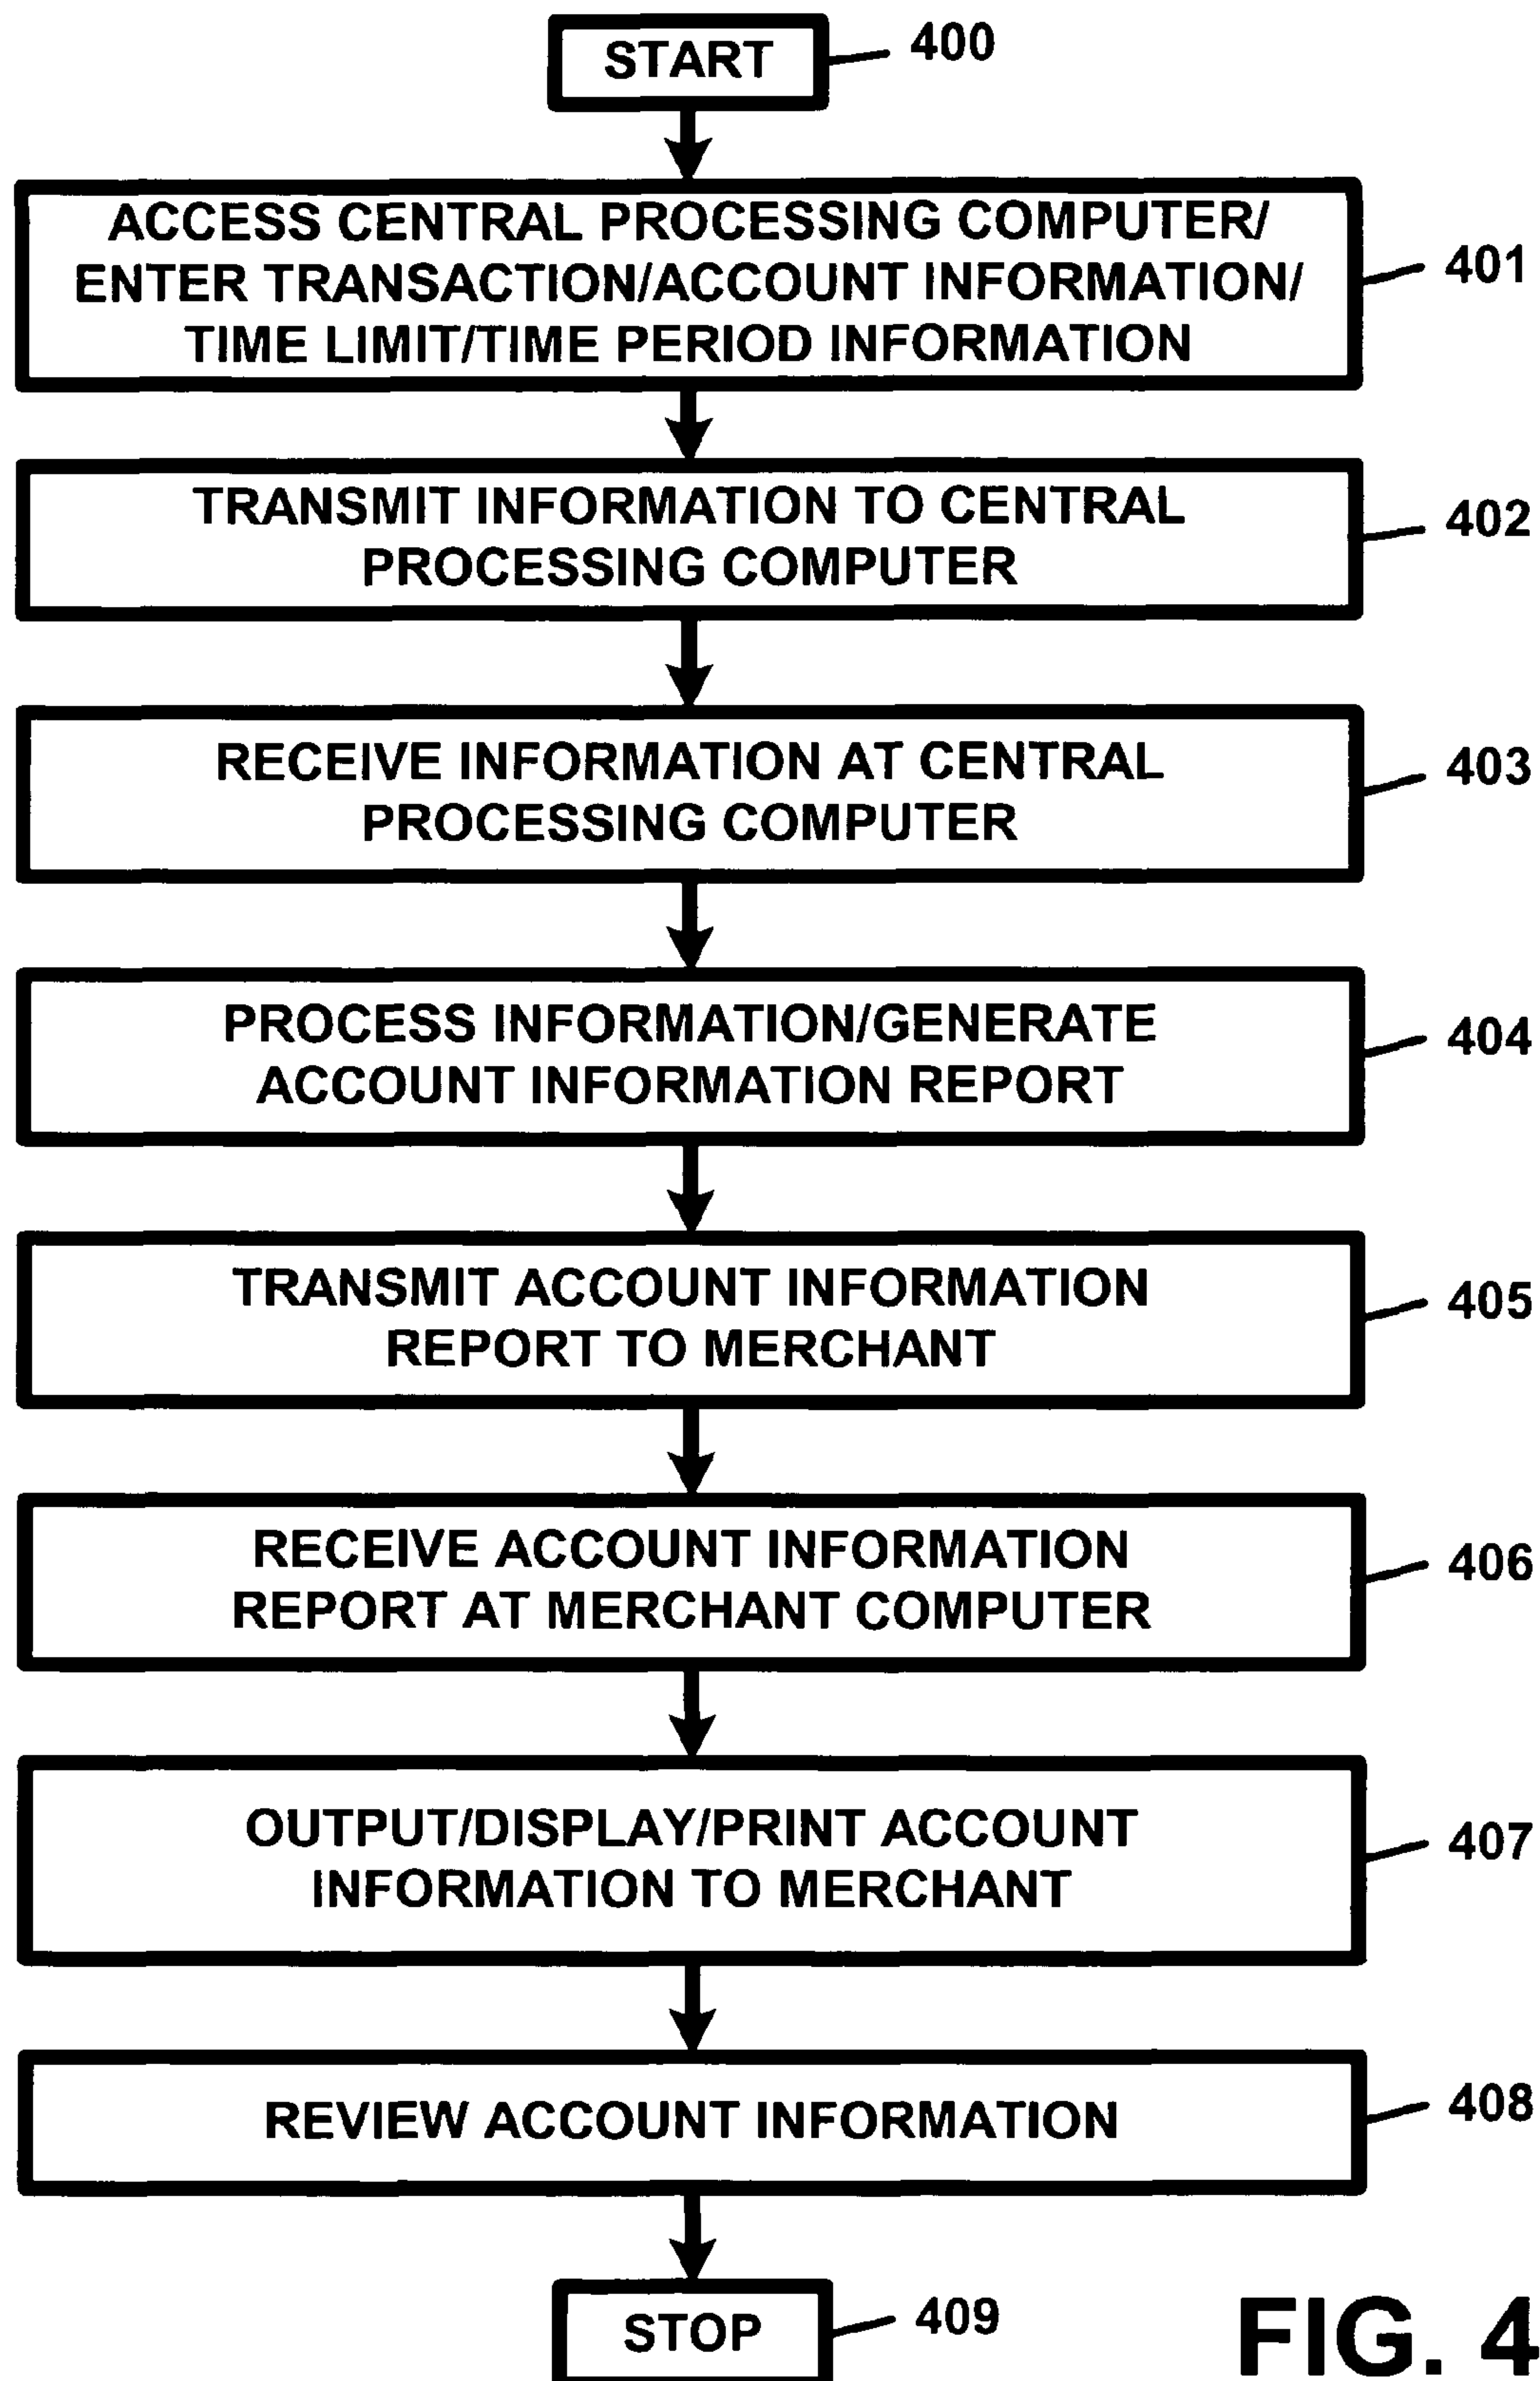 START
400
ACCESS CENTRAL PROCESSING COMPUTER/
ENTER TRANSACTION/ACCOUNT INFORMATION/
TIME LIMIT/TIME PERIOD INFORMATION
401
TRANSMIT INFORMATION TO CENTRAL
PROCESSING COMPUTER
402
RECEIVE INFORMATION AT CENTRAL
PROCESSING COMPUTER
403
PROCESS INFORMATION/GENERATE
ACCOUNT INFORMATION REPORT
404
TRANSMIT ACCOUNT INFORMATION
REPORT TO MERCHANT
405
RECEIVE ACCOUNT INFORMATION
REPORT AT MERCHANT COMPUTER
406
OUTPUT/DISPLAY/PRINT ACCOUNT
INFORMATION TO MERCHANT
407
REVIEW ACCOUNT INFORMATION
408
STOP
409
FIG. 4